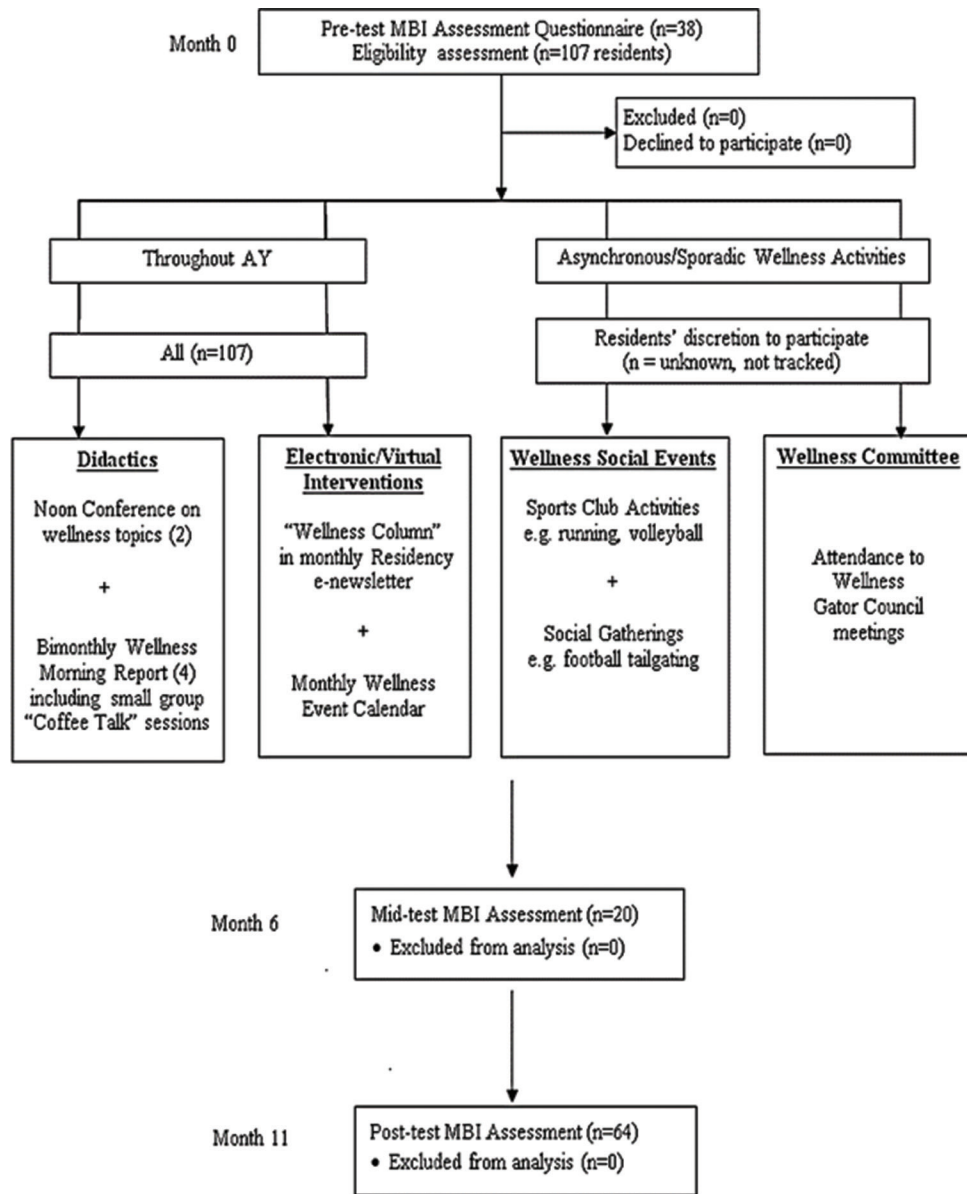 Month 0
Pre-test MBI Assessment Questionnaire (n=38)
Eligibility assessment (n=107 residents)
Excluded (n=0)
Declined to participate (n=0)
Throughout AY
Asynchronous/Sporadic Wellness Activities
All (n=107)
Residents' discretion to participate
(n = unknown, not tracked)
Didactics
Noon Conference on
wellness topics (2)
+
Bimonthly Wellness
Morning Report (4)
including small group
“Coffee Talk” sessions
Electronic/Virtual
Interventions
“Wellness Column”
in monthly Residency
e-newsletter
+
Monthly Wellness
Event Calendar
Wellness Social Events
Sports Club Activities
e.g. running, volleyball
+
Social Gatherings
e.g. football tailgating
Wellness Committee
Attendance to
Wellness
Gator Council
meetings
Month 6
Mid-test MBI Assessment (n=20)
• Excluded from analysis (n=0)
Month 11
Post-test MBI Assessment (n=64)
• Excluded from analysis (n=0)